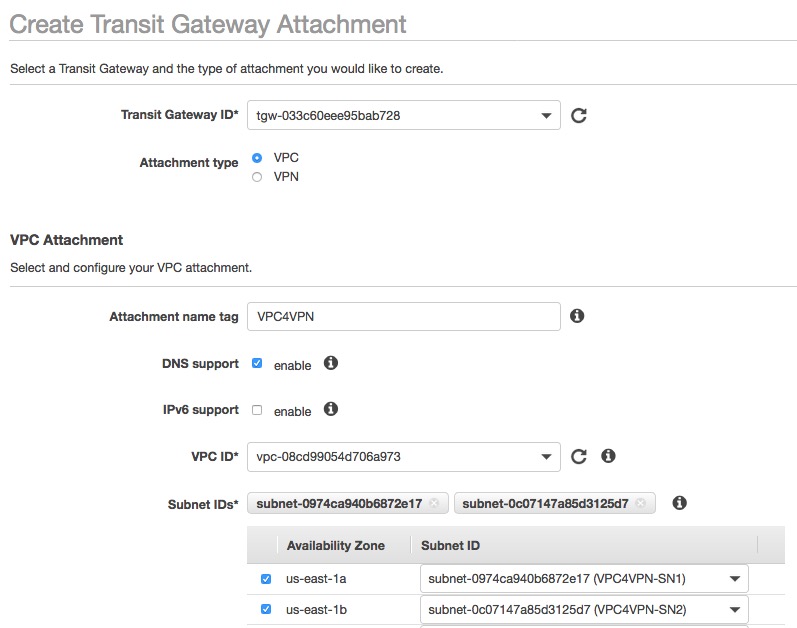 Create Transit Gateway Attachment
Select a Transit Gateway and the type of attachment you would like to create.
Transit Gateway ID* tgw-033c60eee95bab728
Attachment type VPC
VPN
VPC Attachment
Select and configure your VPC attachment.
Attachment name tag VPC4VPN
DNS support enable
IPv6 support enable
VPC ID* vpc-08cd99054d706a973
Subnet IDs* subnet-0974ca940b6872e17 subnet-0c07147a85d3125d7
Availability Zone Subnet ID
us-east-1a subnet-0974ca940b6872e17 (VPC4VPN-SN1)
us-east-1b subnet-0c07147a85d3125d7 (VPC4VPN-SN2)